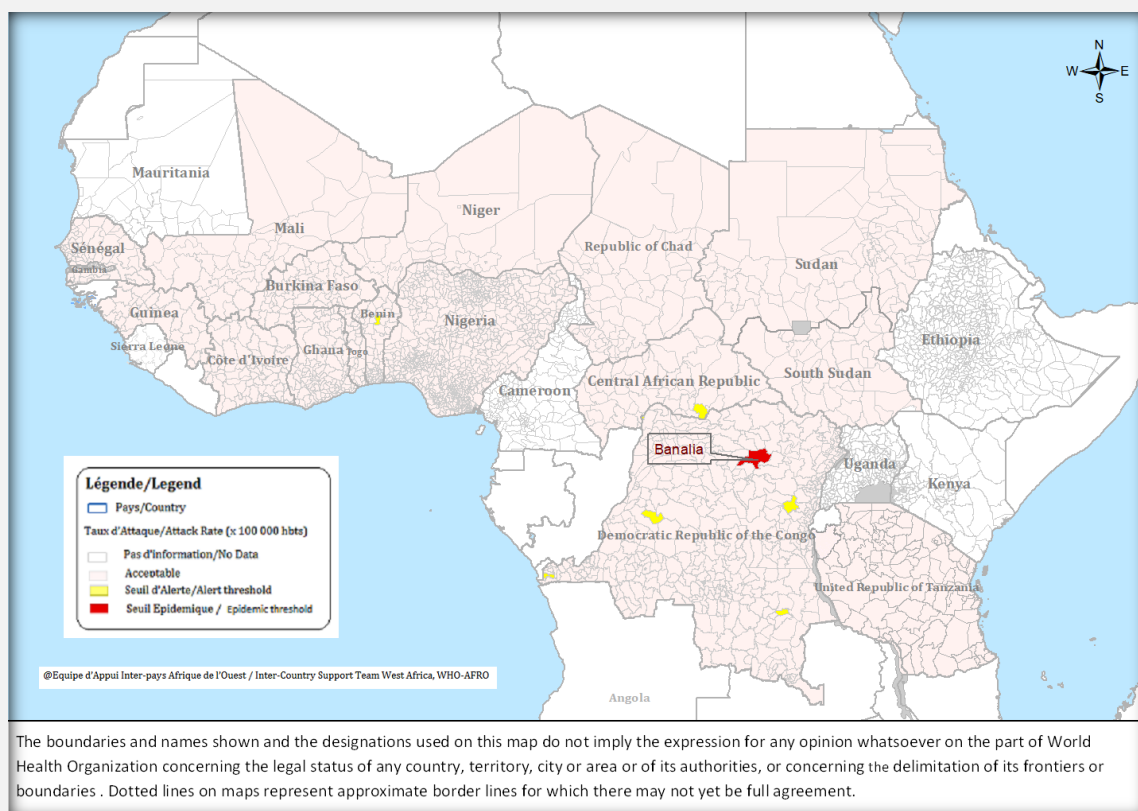 N
W E
S
Mauritania
Mali
Niger
Sénégal
Gambia
Republic of Chad
Sudan
Burkina Faso
Guinea
Benin
Nigeria
Sierra Leone
Côte d'Ivoire
Ghana
Togo
Ethiopia
Cameroon
Central African Republic
South Sudan
Banalia
Uganda
Kenya
Democratic Republic of the Congo
United Republic of Tanzania
Angola
Légende/Legend
Pays/Country
Taux d'Attaque/Attack Rate (x 100 000 hbts)
Pas d'information/No Data
Acceptable
Seuil d'Alerte/Alert threshold
Seuil Epidemique / Epidemic threshold
@Equipe d'Appui Inter-pays Afrique de l'Ouest / Inter-Country Support Team West Africa, WHO-AFRO
The boundaries and names shown and the designations used on this map do not imply the expression for any opinion whatsoever on the part of World
Health Organization concerning the legal status of any country, territory, city or area or of its authorities, or concerning the delimitation of its frontiers or
boundaries . Dotted lines on maps represent approximate border lines for which there may not yet be full agreement.